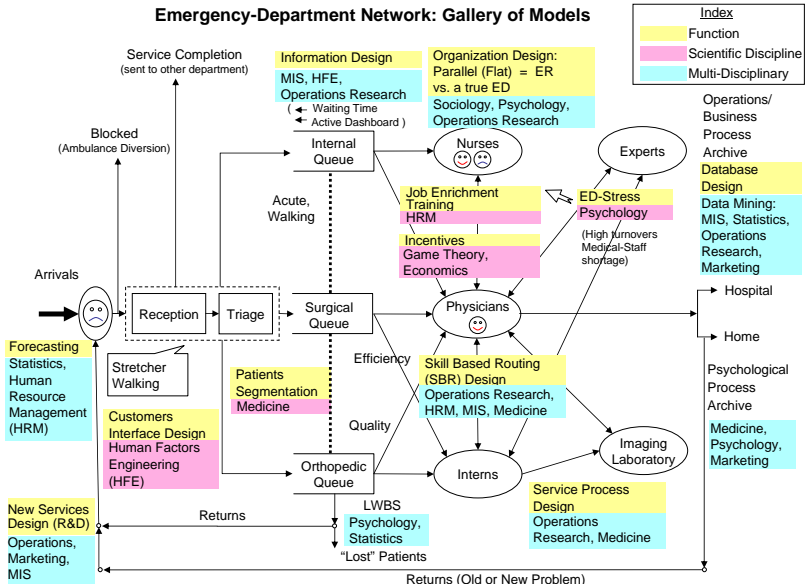 Emergency-Department Network: Gallery of Models
Index
Function
Scientific Discipline
Multi-Disciplinary
Service Completion
(sent to other department)
Information Design
MIS, HFE,
Operations Research
( Waiting Time
Active Dashboard )
Organization Design:
Parallel (Flat) = ER
vs. a true ED
Sociology, Psychology,
Operations Research
Operations/
Business
Process
Archive
Database
Design
Data Mining:
MIS, Statistics,
Operations
Research,
Marketing
Blocked
(Ambulance Diversion)
Internal
Queue
Nurses
Experts
Acute,
Walking
Job Enrichment
Training
HRM
ED-Stress
Psychology
(High turnovers
Medical-Staff
shortage)
Incentives
Game Theory,
Economics
Arrivals
Reception
Triage
Surgical
Queue
Physicians
Hospital
Home
Forecasting
Statistics,
Human
Resource
Management
(HRM)
Stretcher
Walking
Patients
Segmentation
Medicine
Efficiency
Skill Based Routing
(SBR) Design
Operations Research,
HRM, MIS, Medicine
Psychological
Process
Archive
Medicine,
Psychology,
Marketing
Customers
Interface Design
Human Factors
Engineering
(HFE)
Quality
Orthopedic
Queue
Interns
Imaging
Laboratory
Service Process
Design
Operations
Research, Medicine
New Services
Design (R&D)
Operations,
Marketing,
MIS
Returns
LWBS
Psychology,
Statistics
“Lost” Patients
Returns (Old or New Problem)